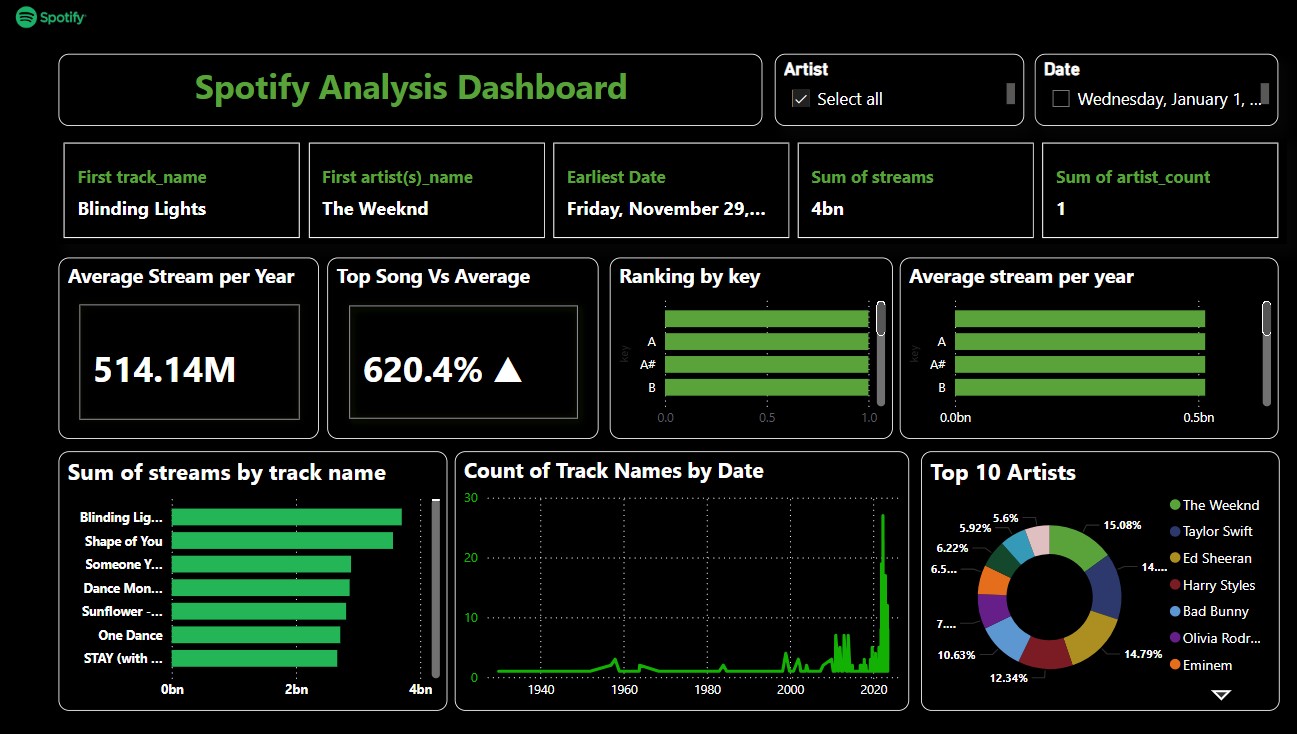 Spotify
Spotify Analysis Dashboard
Artist
Select all
Date
Wednesday, January 1, ...
First track_name
Blinding Lights
First artist(s)_name
The Weeknd
Earliest Date
Friday, November 29,...
Sum of streams
4bn
Sum of artist_count
1
Average Stream per Year
514.14M
Top Song Vs Average
620.4% ▲
Ranking by key
key
A
A#
B
0.0 0.5 1.0
Average stream per year
key
A
A#
B
0.0bn 0.5bn
Sum of streams by track name
Blinding Lig...
Shape of You
Someone Y...
Dance Mon...
Sunflower -...
One Dance
STAY (with ...
0bn 2bn 4bn
Count of Track Names by Date
30
20
10
0
1940 1960 1980 2000 2020
Top 10 Artists
15.08%
14....
14.79%
12.34%
10.63%
7....
6.5...
6.22%
5.92%
5.6%
The Weeknd
Taylor Swift
Ed Sheeran
Harry Styles
Bad Bunny
Olivia Rodr...
Eminem